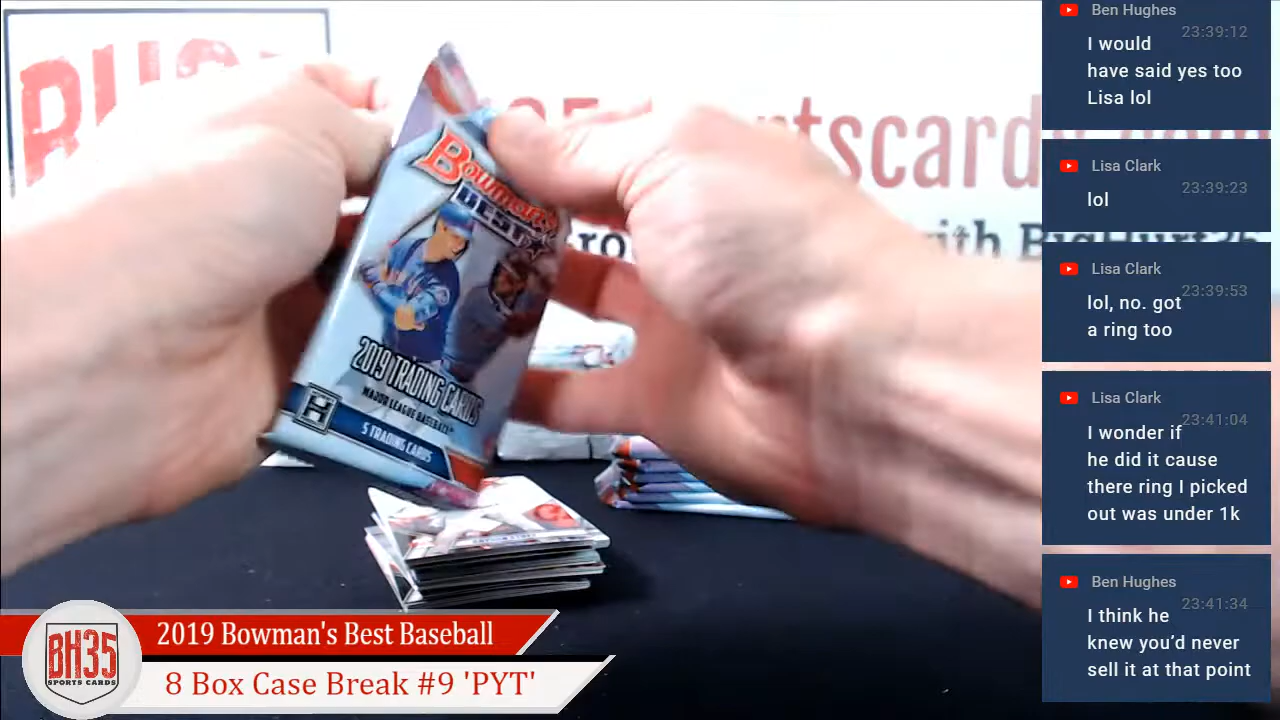 Ben Hughes
23:39:12
I would
have said yes too
Lisa lol
Lisa Clark
23:39:23
lol
Lisa Clark
23:39:53
lol, no. got
a ring too
Lisa Clark
23:41:04
I wonder if
he did it cause
there ring I picked
out was under 1k
Ben Hughes
23:41:34
I think he
knew you'd never
sell it at that point
Bowman's
BEST
2019 TRADING CARDS
MAJOR LEAGUE BASEBALL
H
5 TRADING CARDS
BH35
SPORTS CARDS
2019 Bowman's Best Baseball
8 Box Case Break #9 'PYT'